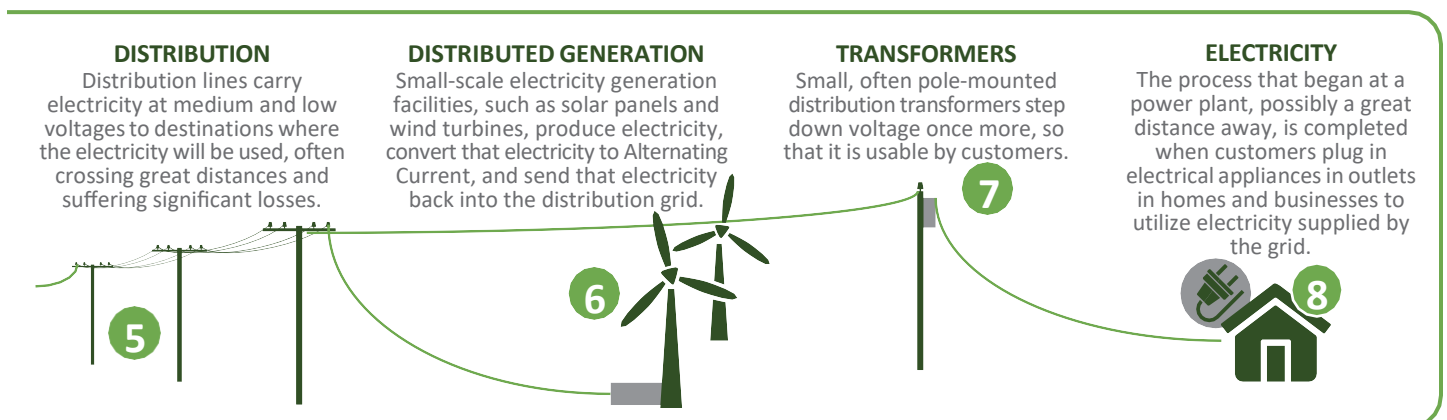 DISTRIBUTION
Distribution lines carry
electricity at medium and low
voltages to destinations where
the electricity will be used, often
crossing great distances and
suffering significant losses.
5
DISTRIBUTED GENERATION
Small-scale electricity generation
facilities, such as solar panels and
wind turbines, produce electricity,
convert that electricity to Alternating
Current, and send that electricity
back into the distribution grid.
6
TRANSFORMERS
Small, often pole-mounted
distribution transformers step
down voltage once more, so
that it is usable by customers.
7
ELECTRICITY
The process that began at a
power plant, possibly a great
distance away, is completed
when customers plug in
electrical appliances in outlets
in homes and businesses to
utilize electricity supplied by
the grid.
8